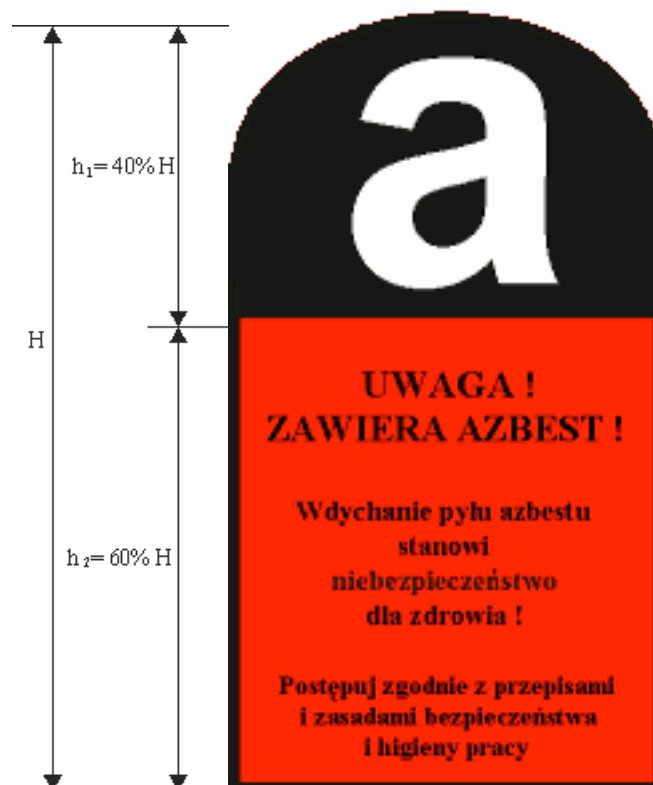 a
h₁= 40% H
H
h₂= 60% H
UWAGA !
ZAWIERA AZBEST !
Wdychanie pyłu azbestu
stanowi
niebezpieczeństwo
dla zdrowia !
Postępuj zgodnie z przepisami
i zasadami bezpieczeństwa
i higieny pracy